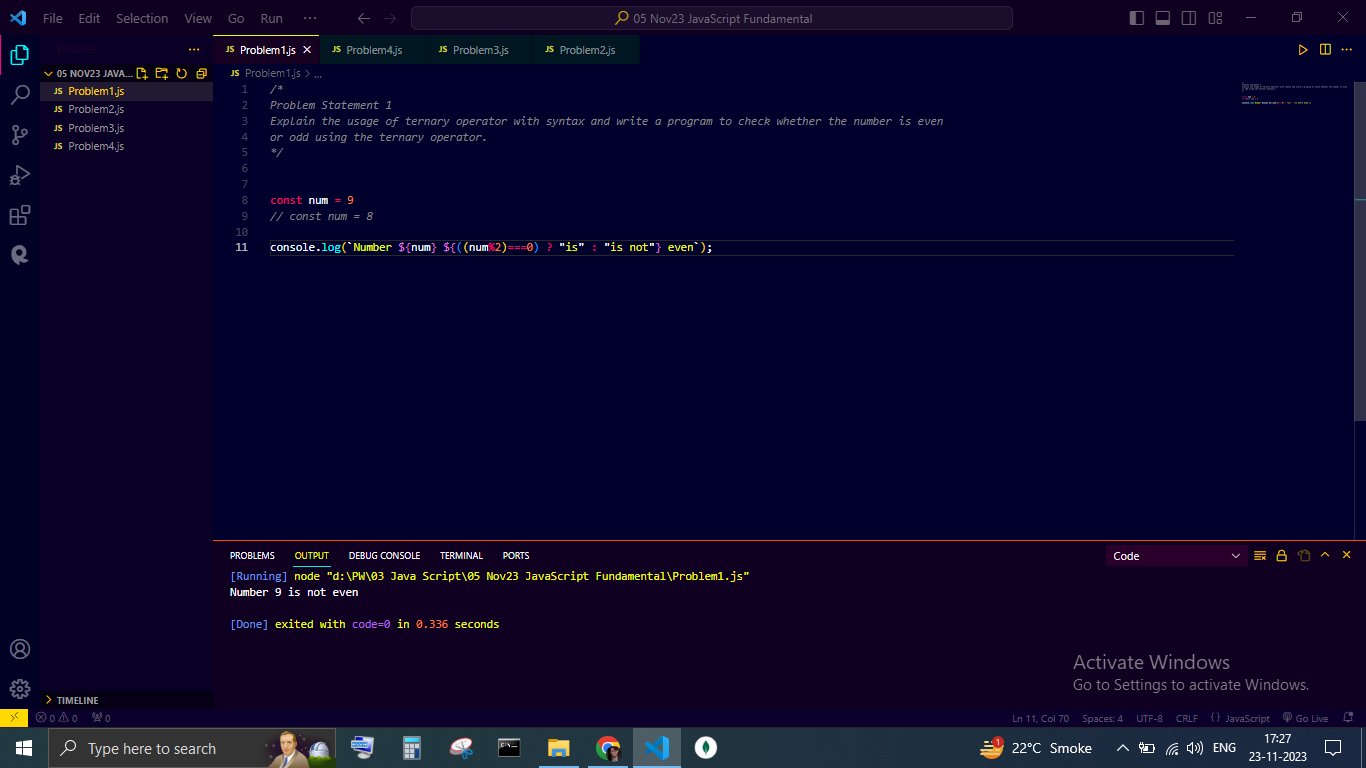 File Edit Selection View Go Run ···
05 Nov23 JavaScript Fundamental
05 NOV23 JAVA...
JS Problem1.js
JS Problem2.js
JS Problem3.js
JS Problem4.js
TIMELINE
JS Problem1.js JS Problem4.js JS Problem3.js JS Problem2.js
JS Problem1.js > ...
1 /*
2 Problem Statement 1
3 Explain the usage of ternary operator with syntax and write a program to check whether the number is even
4 or odd using the ternary operator.
5 */
6
7
8 const num = 9
9 // const num = 8
10
11 console.log(`Number ${num} ${((num%2)===0) ? "is" : "is not"} even`);
PROBLEMS OUTPUT DEBUG CONSOLE TERMINAL PORTS
Code
[Running] node "d:\PW\03 Java Script\05 Nov23 JavaScript Fundamental\Problem1.js"
Number 9 is not even
[Done] exited with code=0 in 0.336 seconds
Activate Windows
Go to Settings to activate Windows.
0 0 0
Ln 11, Col 70 Spaces: 4 UTF-8 CRLF {} JavaScript Go Live
Type here to search
1 22°C Smoke ENG
17:27
23-11-2023